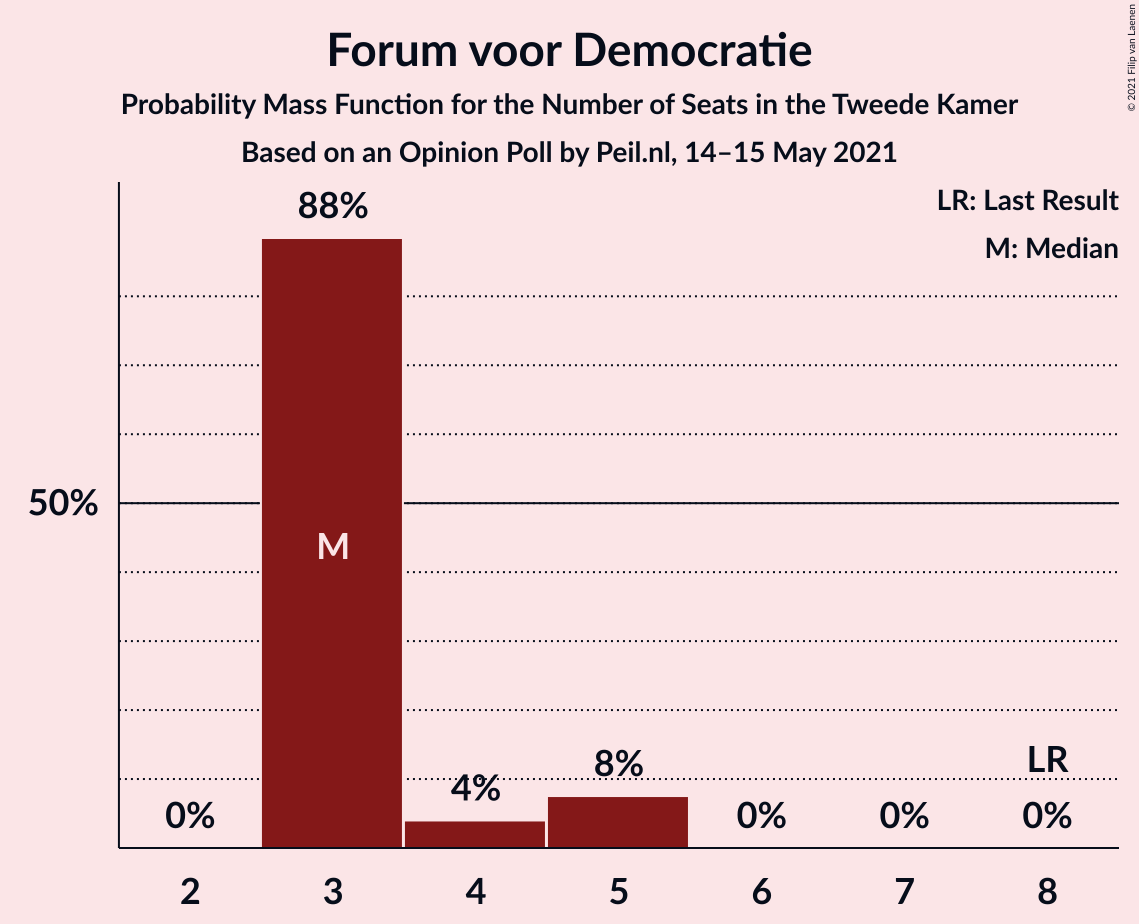 Forum voor Democratie
Probability Mass Function for the Number of Seats in the Tweede Kamer
Based on an Opinion Poll by Peil.nl, 14–15 May 2021
© 2021 Filip van Laenen
LR: Last Result
M: Median
88%
50%
M
0%
4%
8%
0%
0%
LR
0%
2 3 4 5 6 7 8